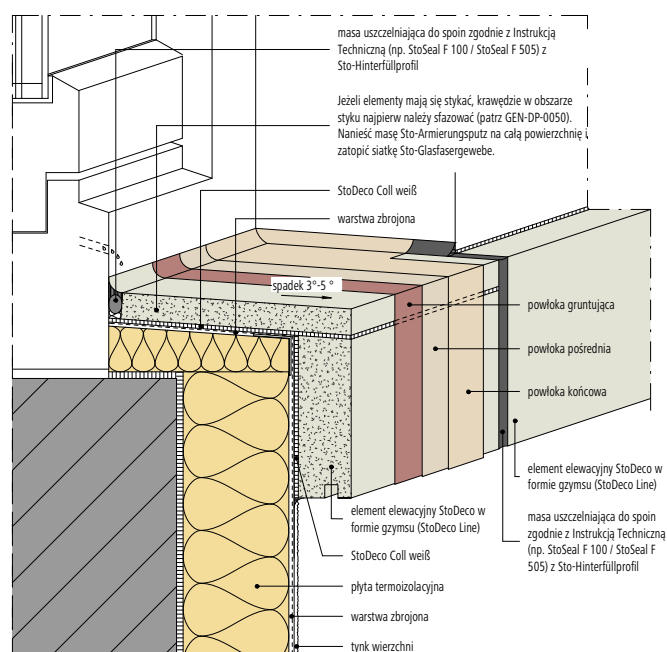 masa uszczelniająca do spoin zgodnie z Instrukcją
Techniczną (np. StoSeal F 100 / StoSeal F 505) z
Sto-Hinterfüllprofil
Jeżeli elementy mają się stykać, krawędzie w obszarze
styku najpierw należy sfazować (patrz GEN-DP-0050).
Nanieść masę Sto-Armierungsputz na całą powierzchnię i
zatopić siatkę Sto-Glasfasergewebe.
StoDeco Coll weiß
warstwa zbrojona
spadek 3°-5 °
powłoka gruntująca
powłoka pośrednia
powłoka końcowa
element elewacyjny StoDeco w
formie gzymsu (StoDeco Line)
masa uszczelniająca do spoin
zgodnie z Instrukcją Techniczną
(np. StoSeal F 100 / StoSeal F
505) z Sto-Hinterfüllprofil
element elewacyjny StoDeco w
formie gzymsu (StoDeco Line)
StoDeco Coll weiß
płyta termoizolacyjna
warstwa zbrojona
tynk wierzchni